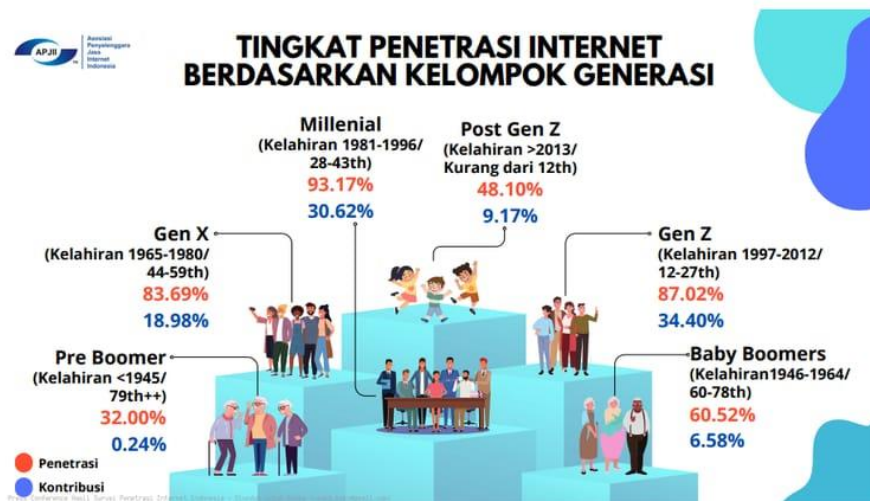 APJII
Asosiasi
Penyelenggara
Jasa
Internet
Indonesia
TINGKAT PENETRASI INTERNET
BERDASARKAN KELOMPOK GENERASI
Millenial
(Kelahiran 1981-1996/
28-43th)
93.17%
30.62%
Post Gen Z
(Kelahiran >2013/
Kurang dari 12th)
48.10%
9.17%
Gen X
(Kelahiran 1965-1980/
44-59th)
83.69%
18.98%
Gen Z
(Kelahiran 1997-2012/
12-27th)
87.02%
34.40%
Pre Boomer
(Kelahiran <1945/
79th++)
32.00%
0.24%
Baby Boomers
(Kelahiran1946-1964/
60-78th)
60.52%
6.58%
Penetrasi
Kontribusi